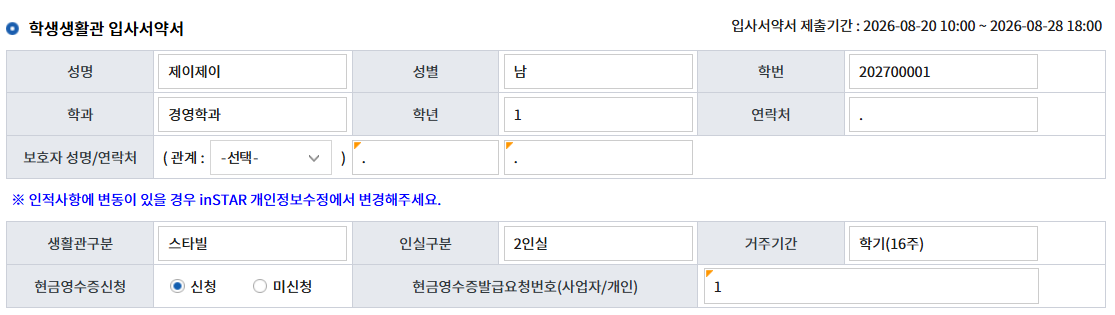 학생생활관 입사서약서 입사서약서 제출기간 : 2026-08-20 10:00 ~ 2026-08-28 18:00
성명 제이제이 성별 남 학번 202700001
학과 경영학과 학년 1 연락처 .
보호자 성명/연락처 ( 관계 : -선택- ) . .
※ 인적사항에 변동이 있을 경우 inSTAR 개인정보수정에서 변경해주세요.
생활관구분 스타빌 인실구분 2인실 거주기간 학기(16주)
현금영수증신청 신청 미신청 현금영수증발급요청번호(사업자/개인) 1